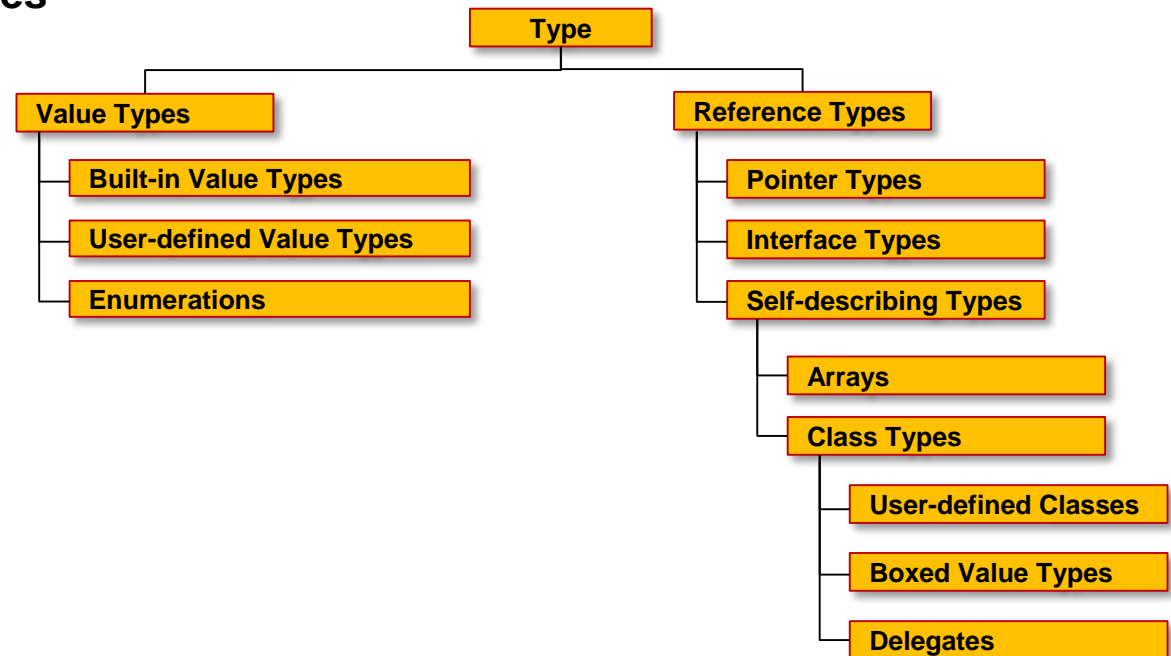 Type
Value Types
Reference Types
Built-in Value Types
Pointer Types
User-defined Value Types
Interface Types
Enumerations
Self-describing Types
Arrays
Class Types
User-defined Classes
Boxed Value Types
Delegates